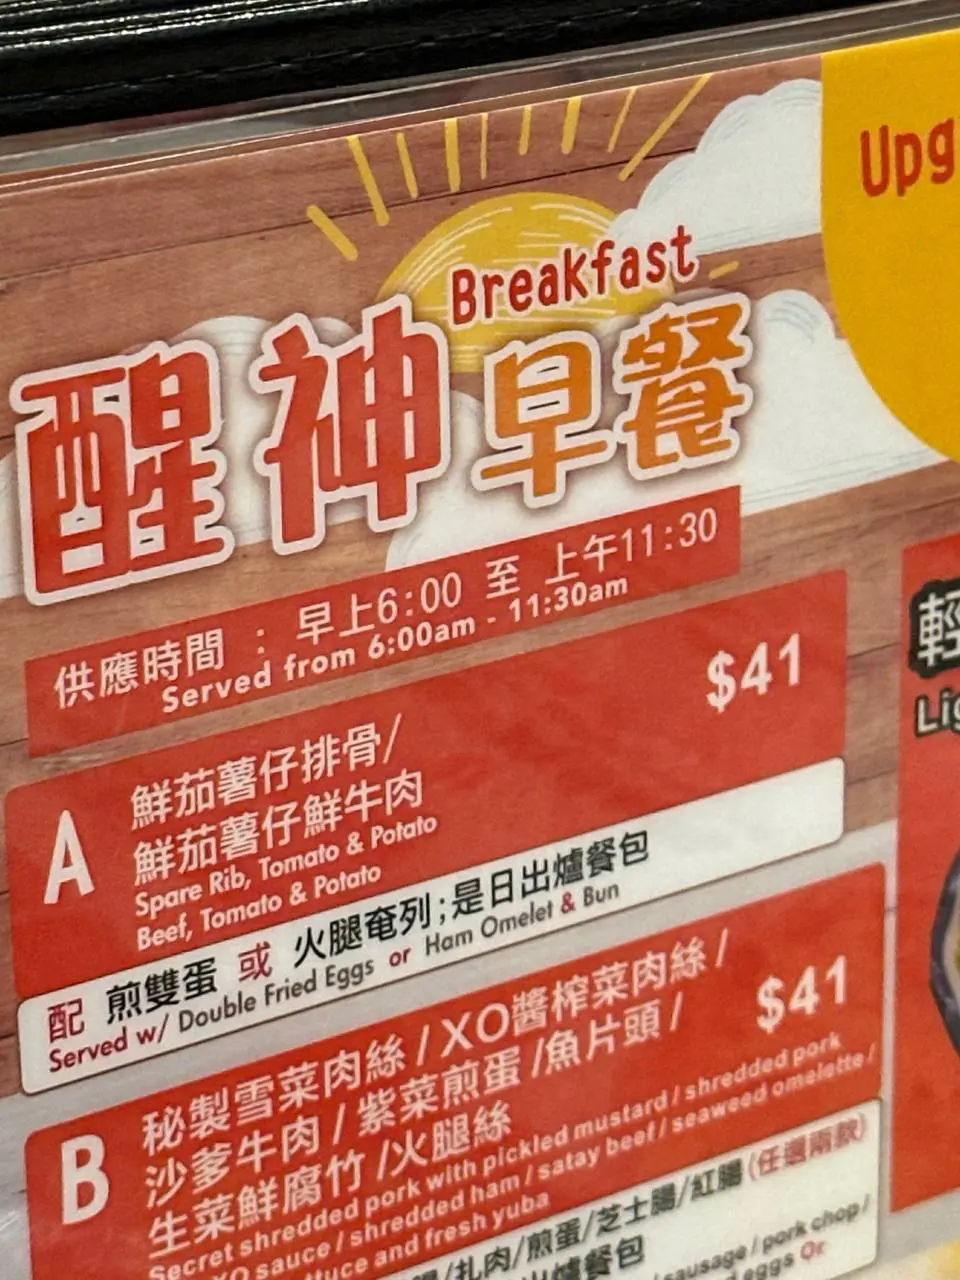 Upg
Breakfast
醒神早餐
供應時間 : 早上6:00 至 上午11:30
Served from 6:00am - 11:30am
A
$41
鮮茄薯仔排骨/
鮮茄薯仔鮮牛肉
Spare Rib, Tomato & Potato
Beef, Tomato & Potato
配 煎雙蛋 或 火腿奄列;是日出爐餐包
Served w/ Double Fried Eggs or Ham Omelet & Bun
B
$41
秘製雪菜肉絲/XO醬榨菜肉絲/
沙爹牛肉/紫菜煎蛋/魚片頭/
生菜鮮腐竹/火腿絲
Secret shredded pork with pickled mustard/shredded pork
XO sauce/shredded ham/satay beef/seaweed omelette/
and fresh yuba
/扎肉/煎蛋/芝士腸/紅腸(任選兩款)
爐餐包
sausage/pork chop/
eggs Or
輕
Lig